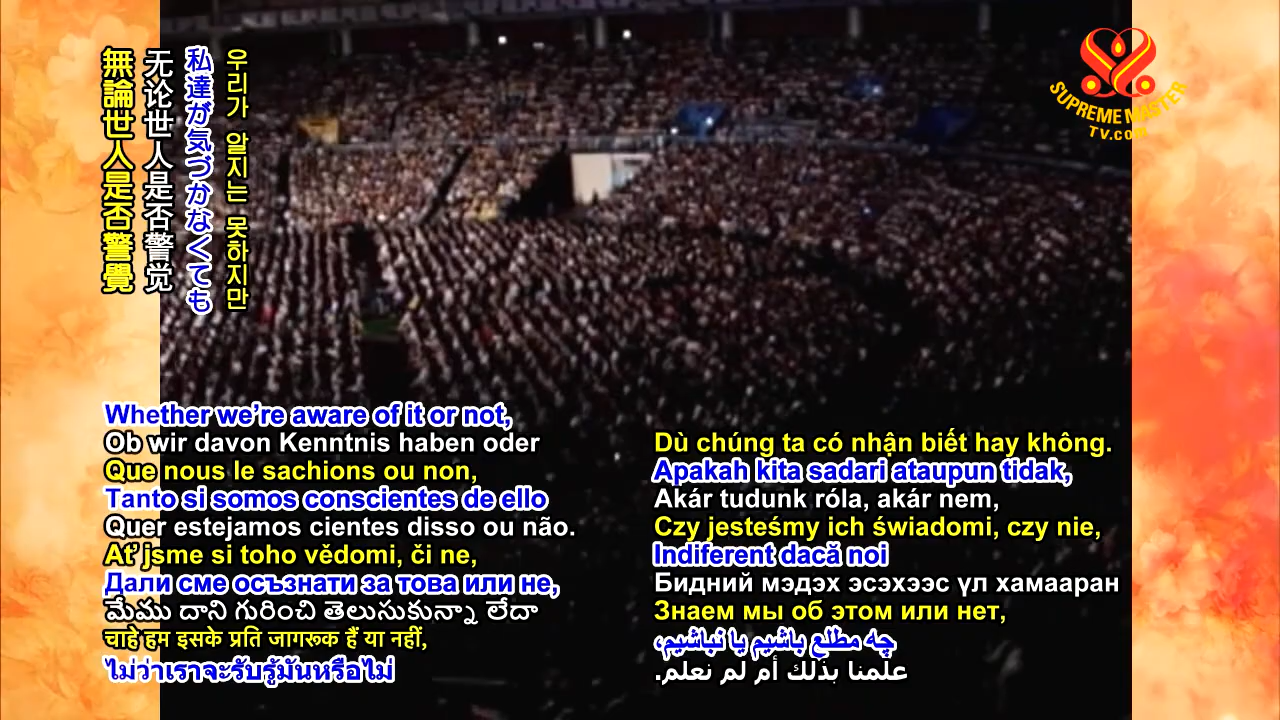 無論世人是否警覺
无论世人是否警觉
私達が気づかなくても
우리가 알지는 못하지만
SUPREME MASTER
TV.com
Whether we’re aware of it or not,
Ob wir davon Kenntnis haben oder
Que nous le sachions ou non,
Tanto si somos conscientes de ello
Quer estejamos cientes disso ou não.
Ať jsme si toho vědomi, či ne,
Дали сме осъзнати за това или не,
మేము దాని గురించి తెలుసుకున్నా లేదా
चाहे हम इसके प्रति जागरूक हैं या नहीं,
ไม่ว่าเราจะรับรู้มันหรือไม่
Dù chúng ta có nhận biết hay không.
Apakah kita sadari ataupun tidak,
Akár tudunk róla, akár nem,
Czy jesteśmy ich świadomi, czy nie,
Indiferent dacă noi
Бидний мэдэх эсэхээс үл хамааран
Знаем мы об этом или нет,
چه مطلع باشیم یا نباشیم،
علمنا بذلك أم لم نعلم.